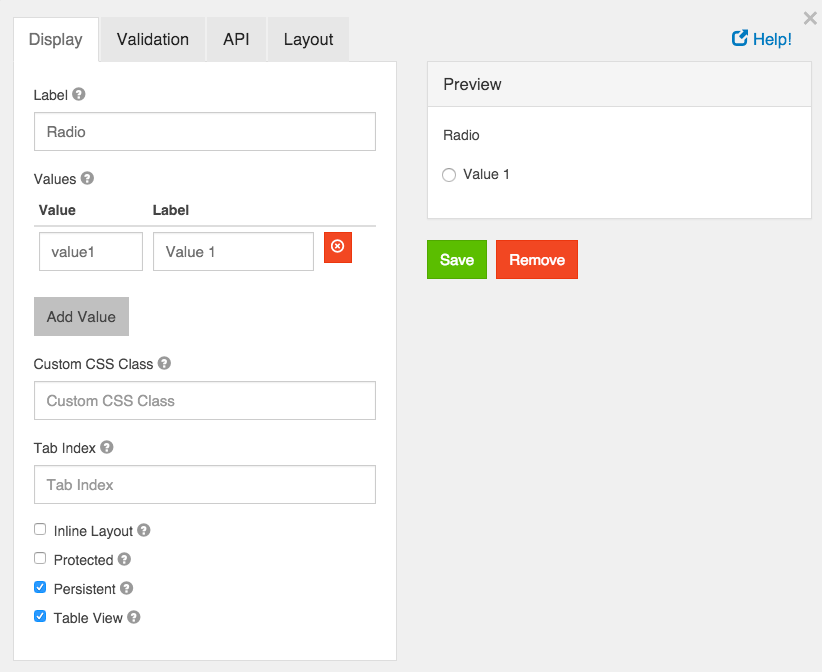 Display Validation API Layout
Help!
Label
Radio
Values
Value Label
value1 Value 1
Add Value
Custom CSS Class
Custom CSS Class
Tab Index
Tab Index
Inline Layout
Protected
Persistent
Table View
Preview
Radio
Value 1
Save Remove